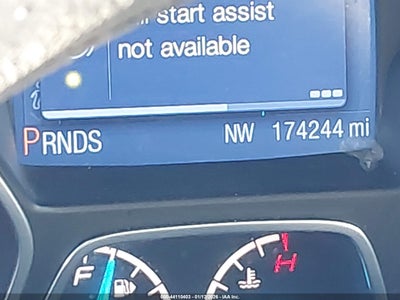 start assist
not available
PRNDS NW 174244 mi
F H